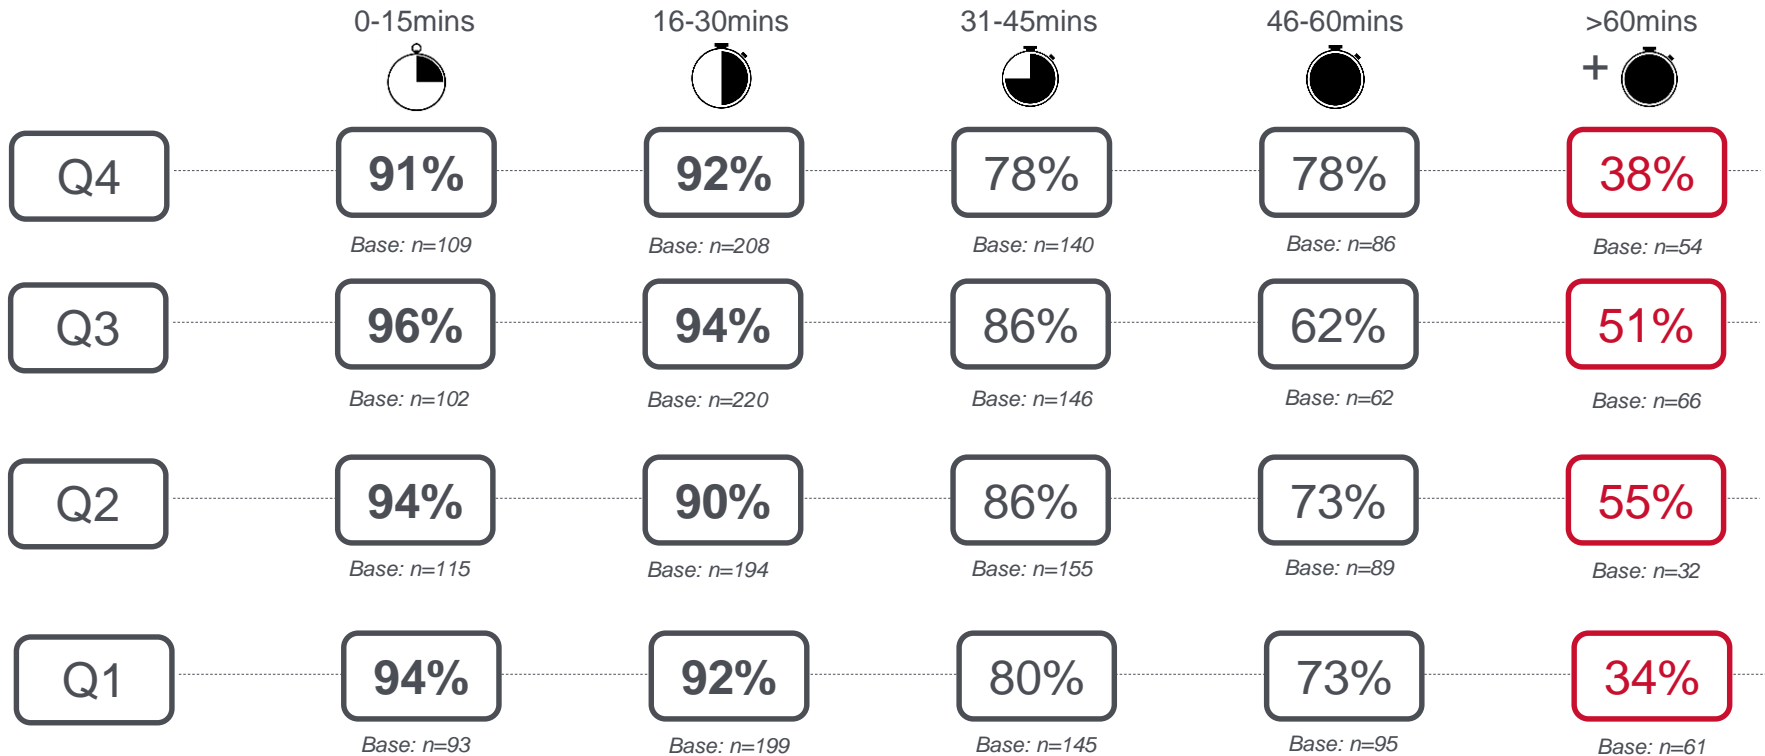 0-15mins 16-30mins 31-45mins 46-60mins >60mins
+
Q4 91% 92% 78% 78% 38%
Base: n=109 Base: n=208 Base: n=140 Base: n=86 Base: n=54
Q3 96% 94% 86% 62% 51%
Base: n=102 Base: n=220 Base: n=146 Base: n=62 Base: n=66
Q2 94% 90% 86% 73% 55%
Base: n=115 Base: n=194 Base: n=155 Base: n=89 Base: n=32
Q1 94% 92% 80% 73% 34%
Base: n=93 Base: n=199 Base: n=145 Base: n=95 Base: n=61